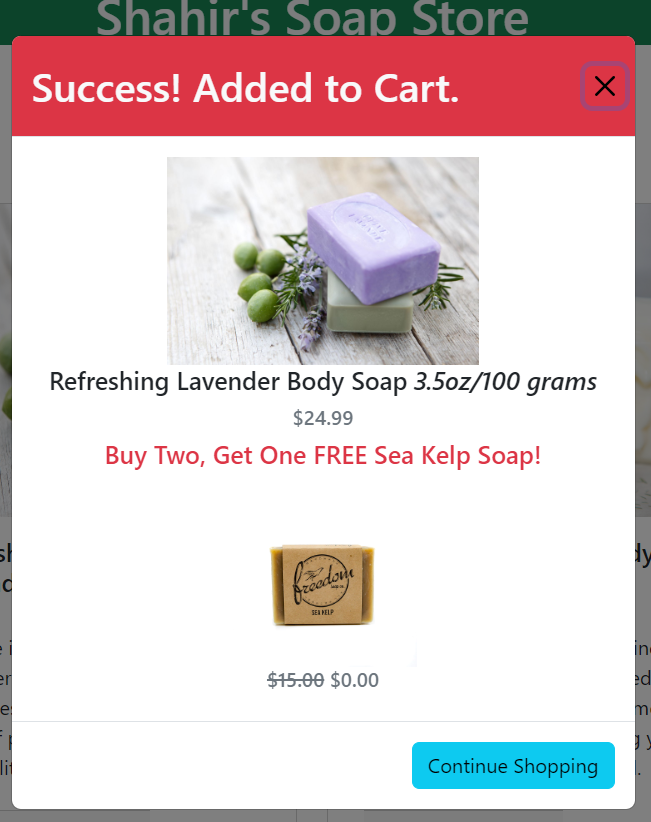 Shahir's Soap Store
Success! Added to Cart.
Refreshing Lavender Body Soap 3.5oz/100 grams
$24.99
Buy Two, Get One FREE Sea Kelp Soap!
freedom
SEA KELP
$15.00 $0.00
Continue Shopping